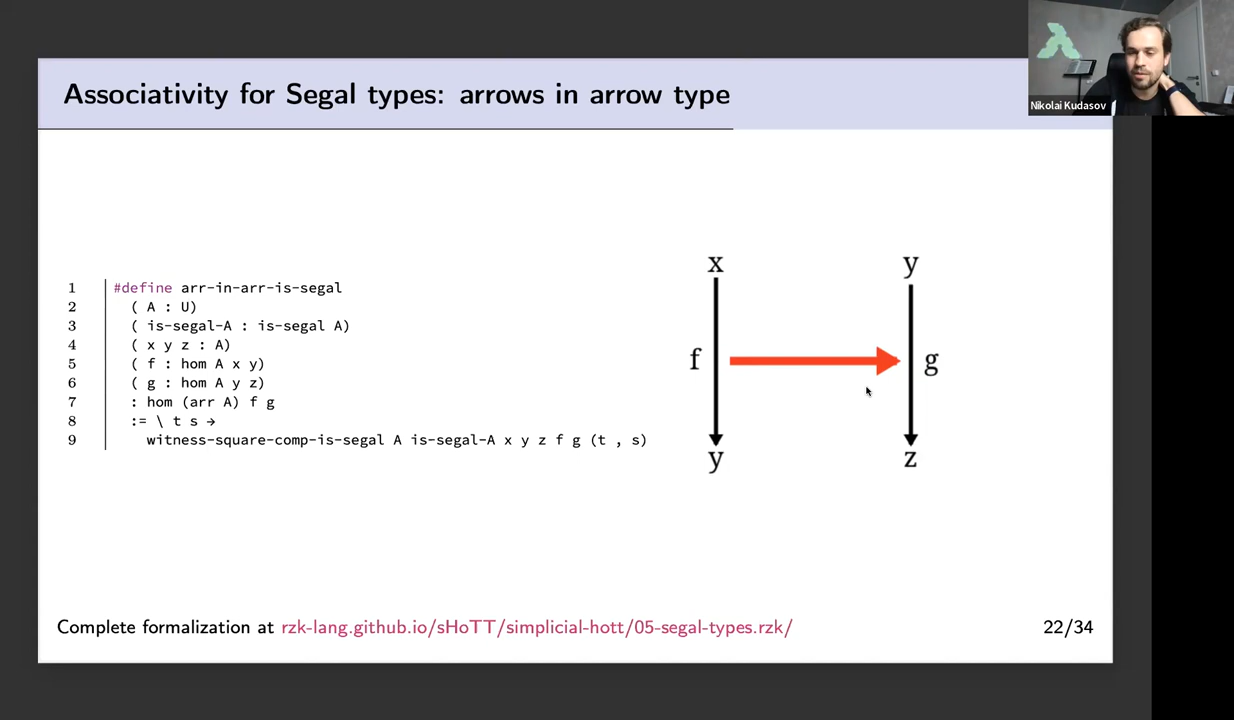 Associativity for Segal types: arrows in arrow type
Nikolai Kudasov
1 #define arr-in-arr-is-segal
2 ( A : U)
3 ( is-segal-A : is-segal A)
4 ( x y z : A)
5 ( f : hom A x y)
6 ( g : hom A y z)
7 : hom (arr A) f g
8 := \ t s →
9 witness-square-comp-is-segal A is-segal-A x y z f g (t , s)
x y
f g
y z
Complete formalization at rzk-lang.github.io/sHoTT/simplicial-hott/05-segal-types.rzk/ 22/34